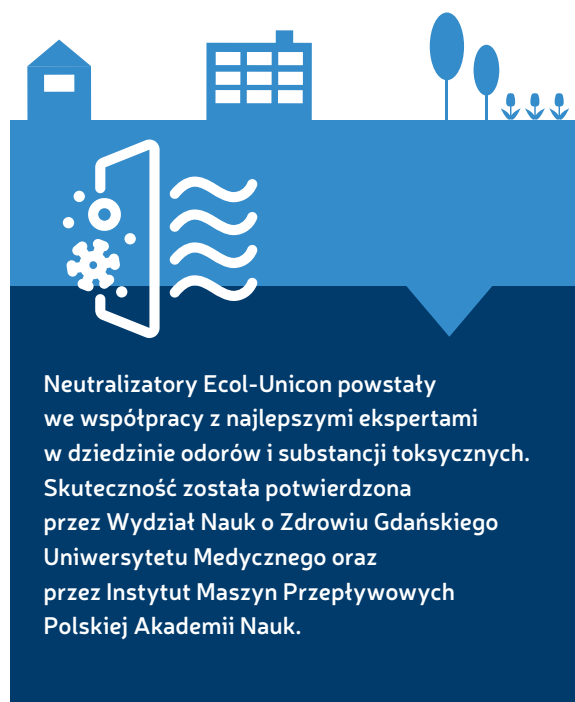 Neutralizatory Ecol-Unicon powstały
we współpracy z najlepszymi ekspertami
w dziedzinie odorów i substancji toksycznych.
Skuteczność została potwierdzona
przez Wydział Nauk o Zdrowiu Gdańskiego
Uniwersytetu Medycznego oraz
przez Instytut Maszyn Przepływowych
Polskiej Akademii Nauk.